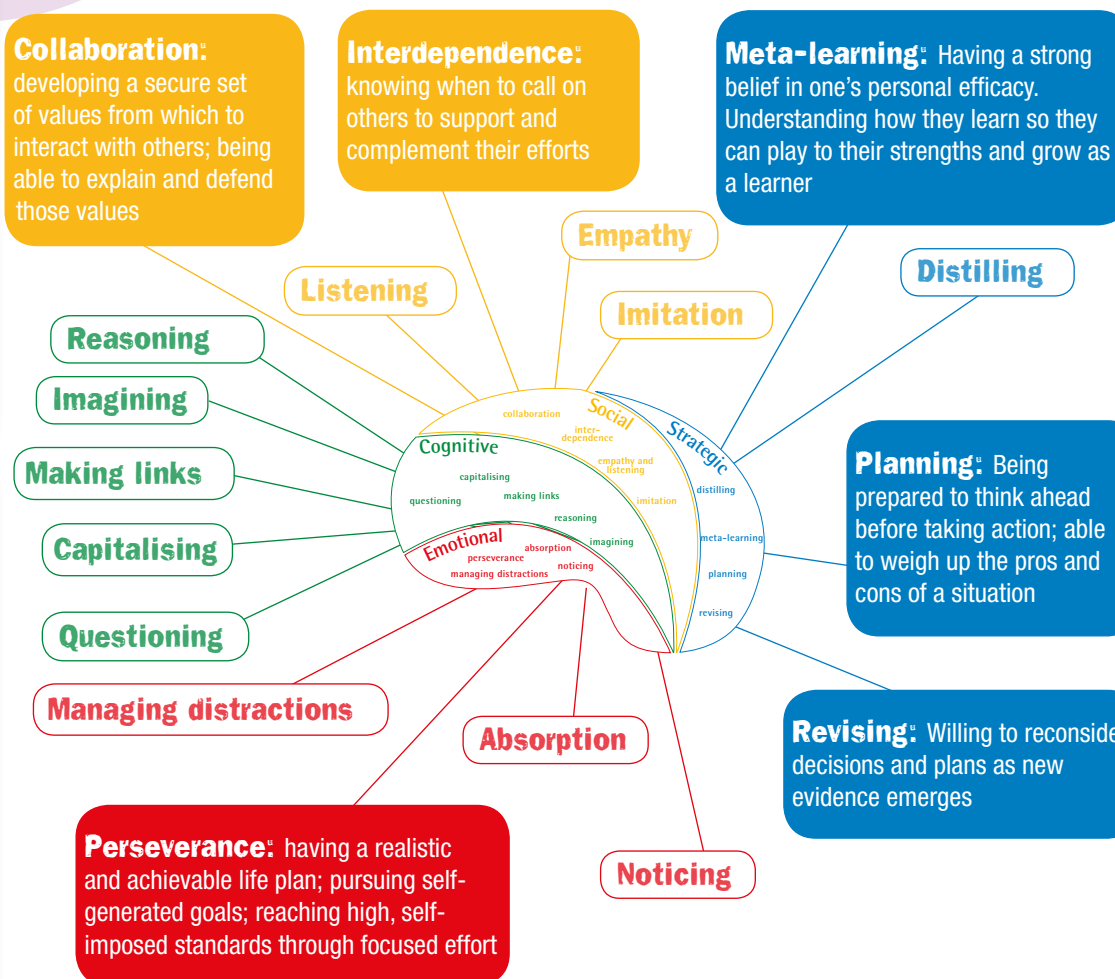 Collaboration:
developing a secure set
of values from which to
interact with others; being
able to explain and defend
those values
Interdependence:
knowing when to call on
others to support and
complement their efforts
Meta-learning: Having a strong
belief in one's personal efficacy.
Understanding how they learn so they
can play to their strengths and grow as
a learner
Empathy
Listening
Imitation
Distilling
Reasoning
Imagining
Making links
Capitalising
Questioning
Social
collaboration
inter-
dependence
empathy and
listening
imitation
Strategic
distilling
meta-learning
planning
revising
Cognitive
capitalising
questioning
making links
reasoning
imagining
Emotional
absorption
perseverance
noticing
managing distractions
Planning: Being
prepared to think ahead
before taking action; able
to weigh up the pros and
cons of a situation
Managing distractions
Absorption
Revising: Willing to reconside
decisions and plans as new
evidence emerges
Perseverance: having a realistic
and achievable life plan; pursuing self-
generated goals; reaching high, self-
imposed standards through focused effort
Noticing